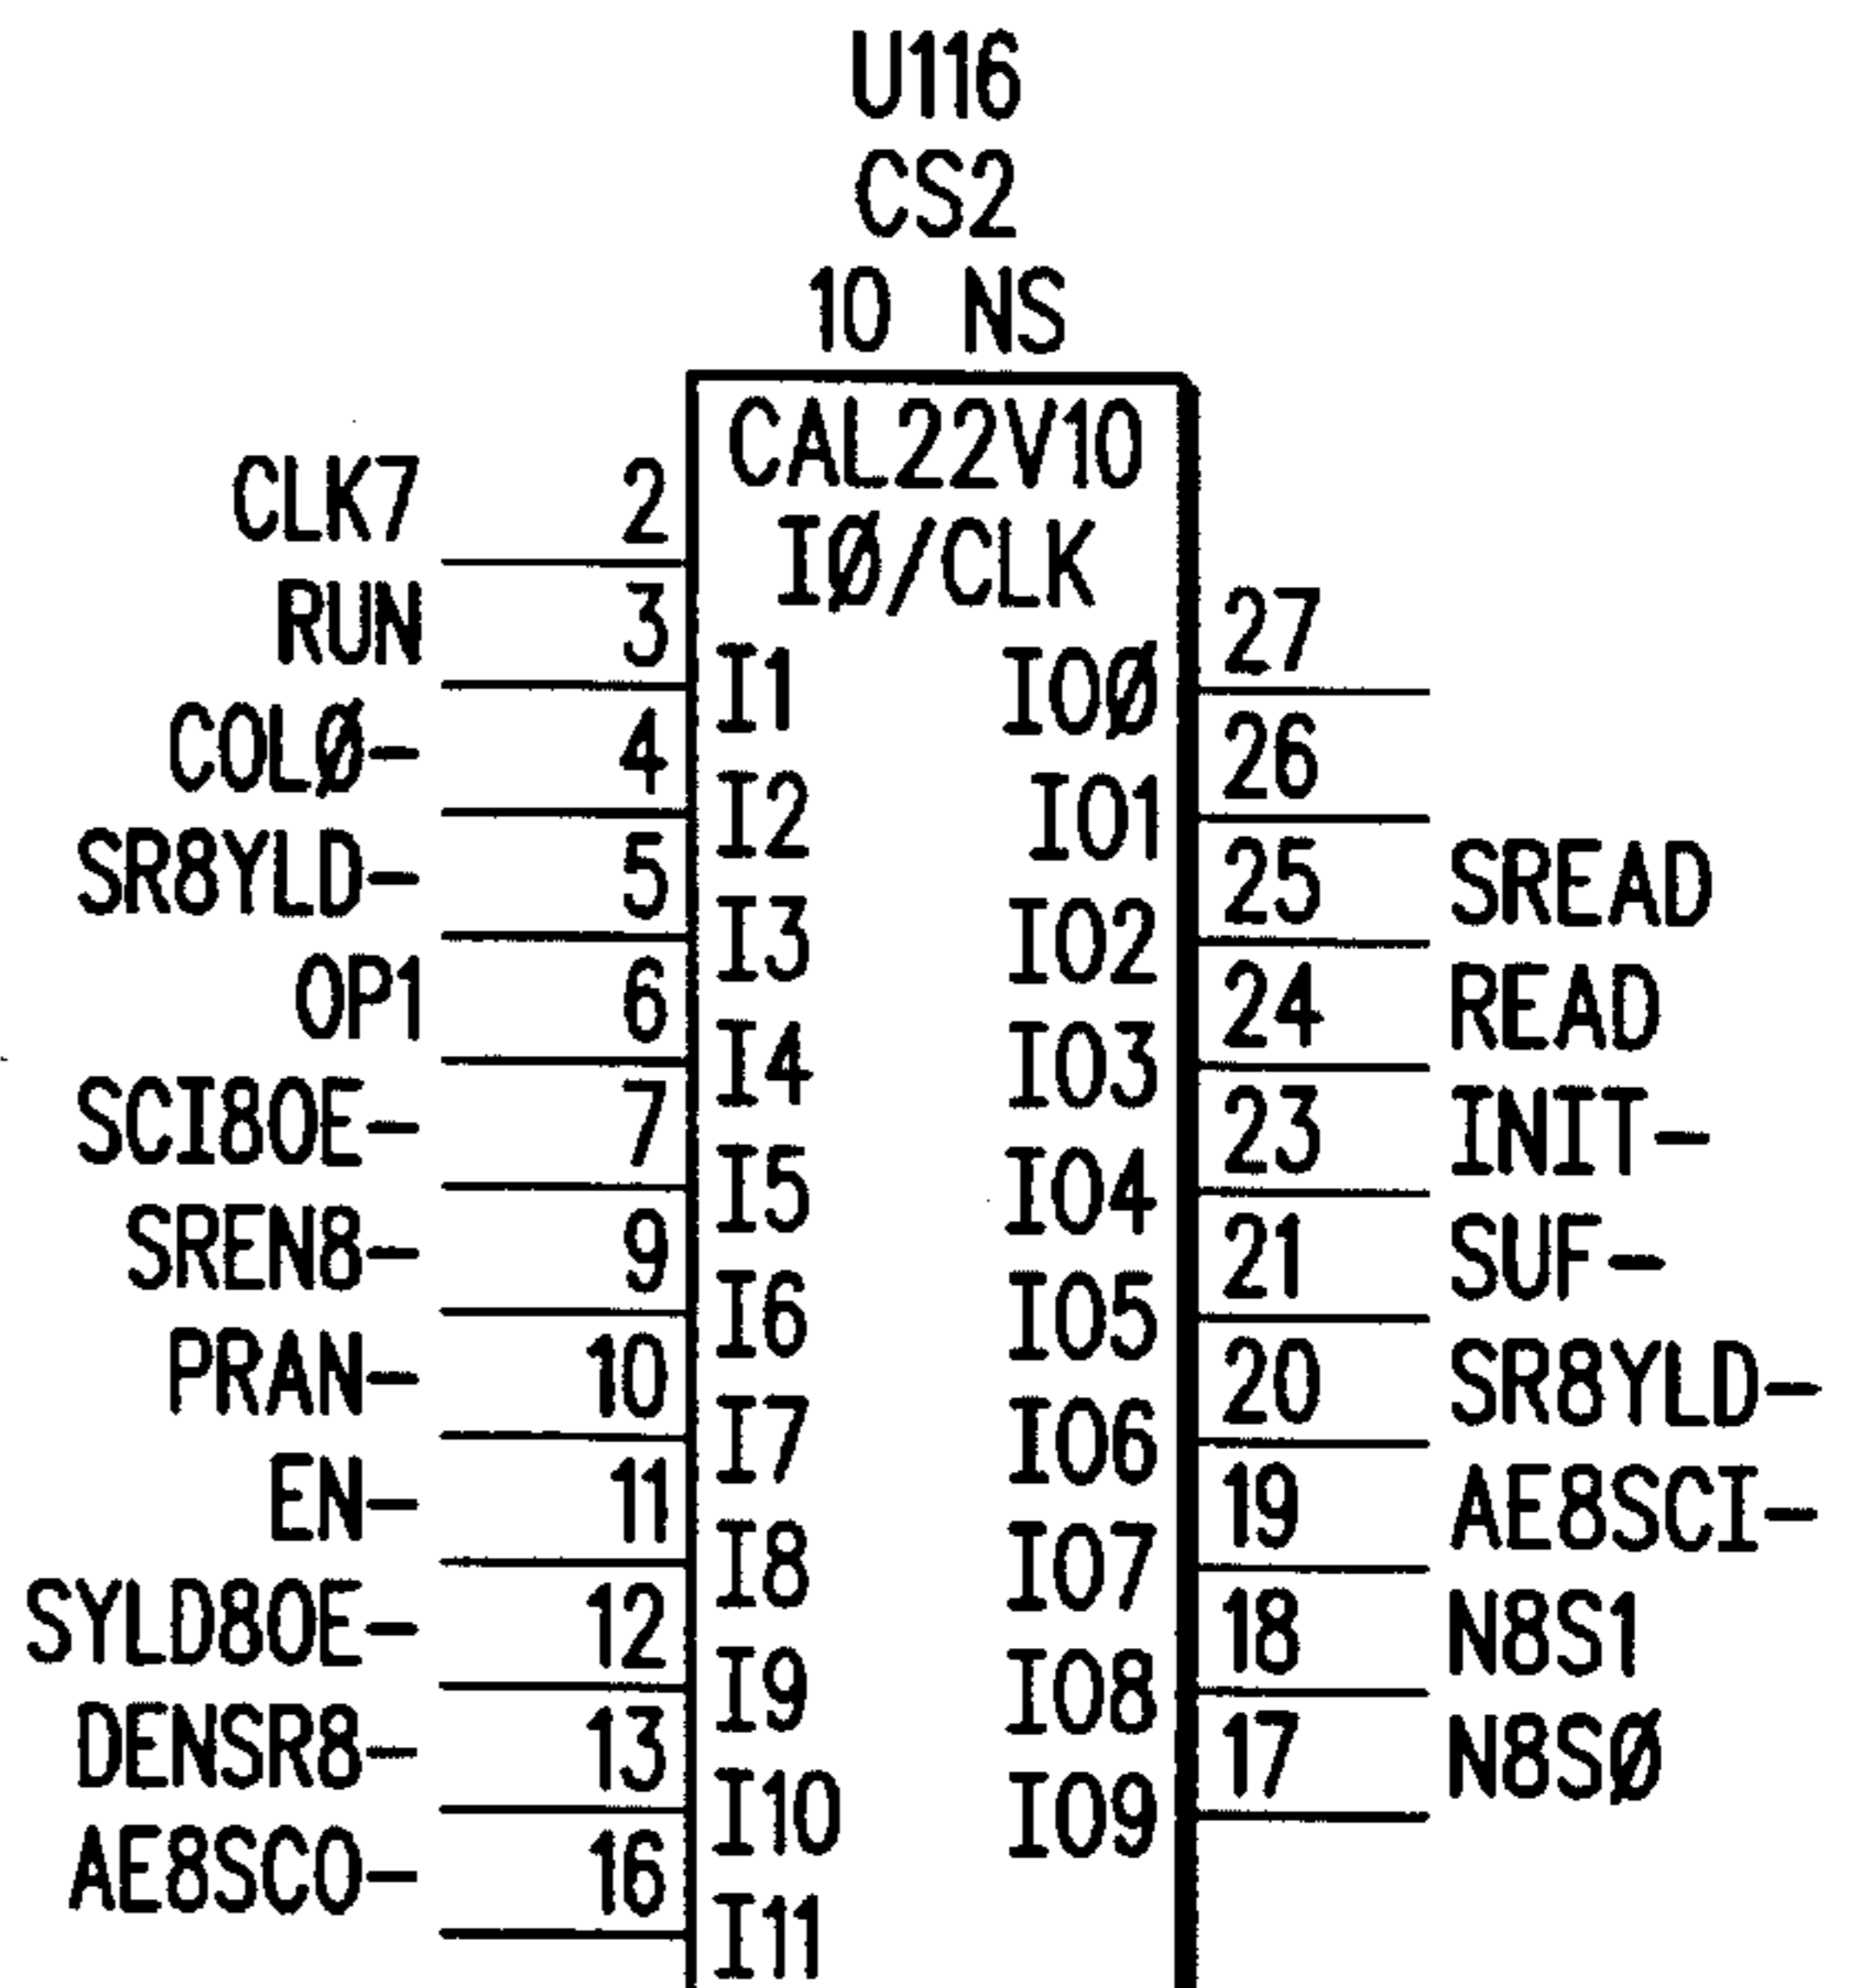 U116
CS2
10 NS
CAL22V10
CLK7 2 IØ/CLK
RUN 3 I1 IOØ 27
COLØ- 4 I2 IO1 26
SR8YLD- 5 I3 IO2 25 SREAD
OP1 6 I4 IO3 24 READ
SCI8OE- 7 I5 IO4 23 INIT-
SREN8- 9 I6 IO5 21 SUF-
PRAN- 10 I7 IO6 20 SR8YLD-
EN- 11 I8 IO7 19 AE8SCI-
SYLD8OE- 12 I9 IO8 18 N8S1
DENSR8- 13 I10 IO9 17 N8SØ
AE8SCO- 16 I11